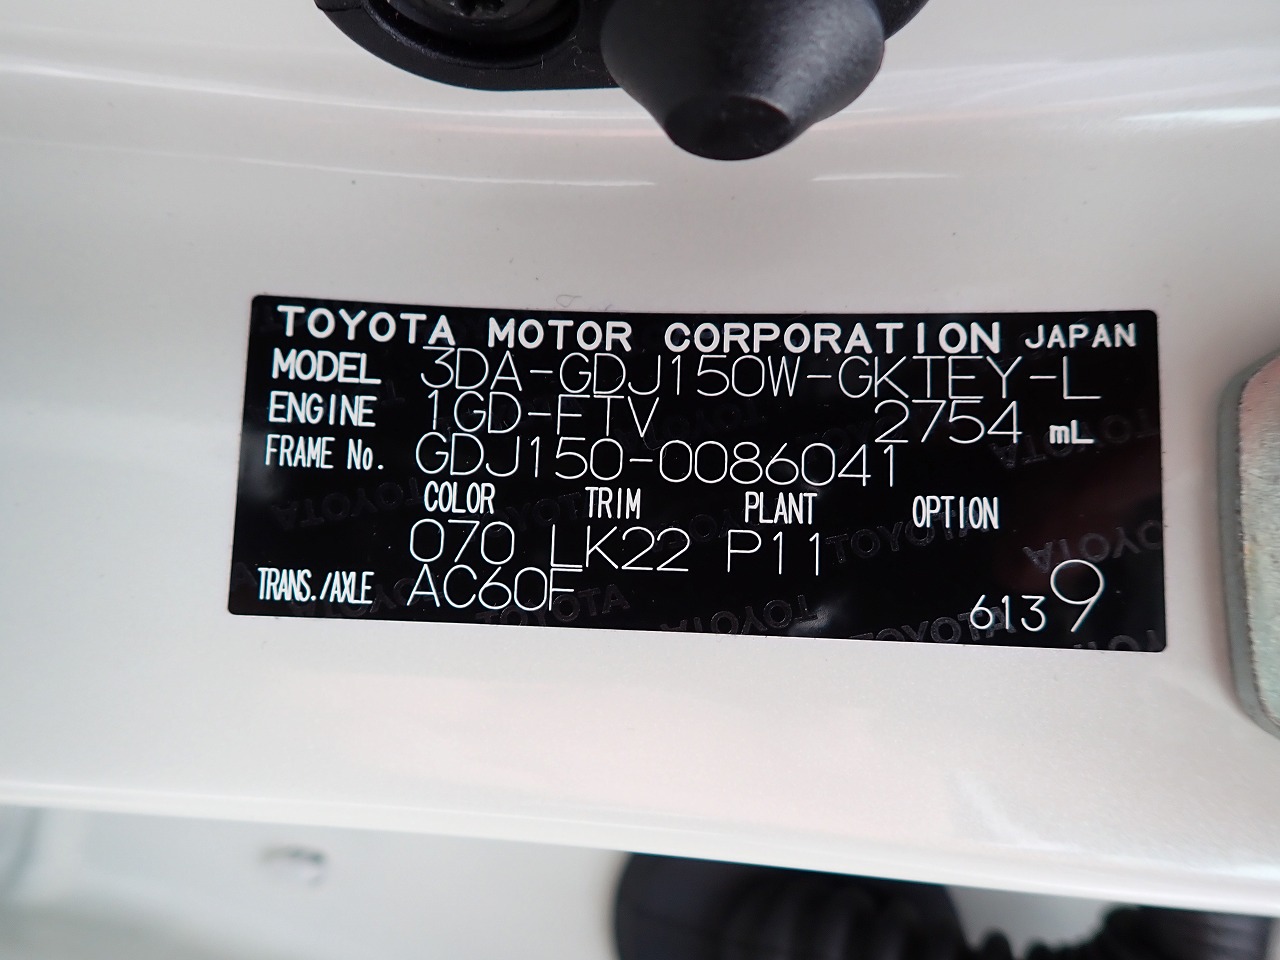 TOYOTA MOTOR CORPORATION JAPAN
MODEL 3DA-GDJ150W-GKTEY-L
ENGINE 1GD-FTV 2754 mL
FRAME No. GDJ150-0086041
COLOR TRIM PLANT OPTION
070 LK22 P11
TRANS./AXLE AC60F 6139